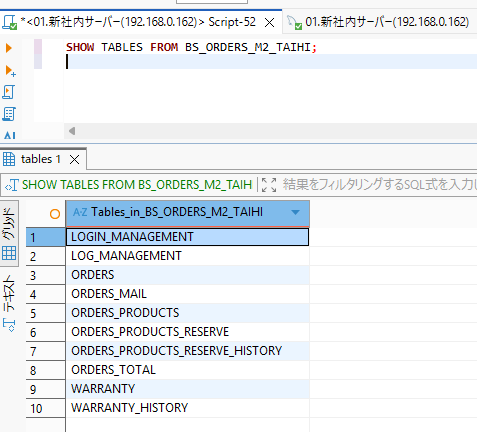 *<01.新社内サーバー(192.168.0.162)> Script-52
01.新社内サーバー(192.168.0.162)
SHOW TABLES FROM BS_ORDERS_M2_TAIHI;
tables 1
SHOW TABLES FROM BS_ORDERS_M2_TAIH
結果をフィルタリングするSQL式を入力し
グリッド
テキスト
A-Z Tables_in_BS_ORDERS_M2_TAIHI
1 LOGIN_MANAGEMENT
2 LOG_MANAGEMENT
3 ORDERS
4 ORDERS_MAIL
5 ORDERS_PRODUCTS
6 ORDERS_PRODUCTS_RESERVE
7 ORDERS_PRODUCTS_RESERVE_HISTORY
8 ORDERS_TOTAL
9 WARRANTY
10 WARRANTY_HISTORY